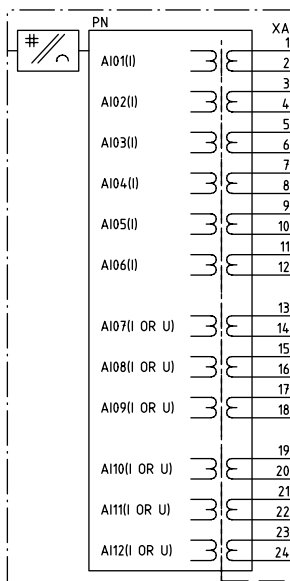 PN
XA
#
1
AI01(I)
2
3
AI02(I)
4
5
AI03(I)
6
7
AI04(I)
8
9
AI05(I)
10
11
AI06(I)
12
13
AI07(I OR U)
14
15
AI08(I OR U)
16
17
AI09(I OR U)
18
19
AI10(I OR U)
20
21
AI11(I OR U)
22
23
AI12(I OR U)
24